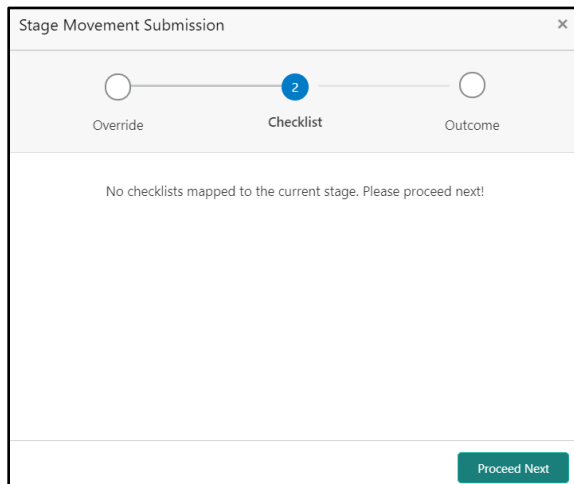 Stage Movement Submission ×
2
Override Checklist Outcome
No checklists mapped to the current stage. Please proceed next!
Proceed Next